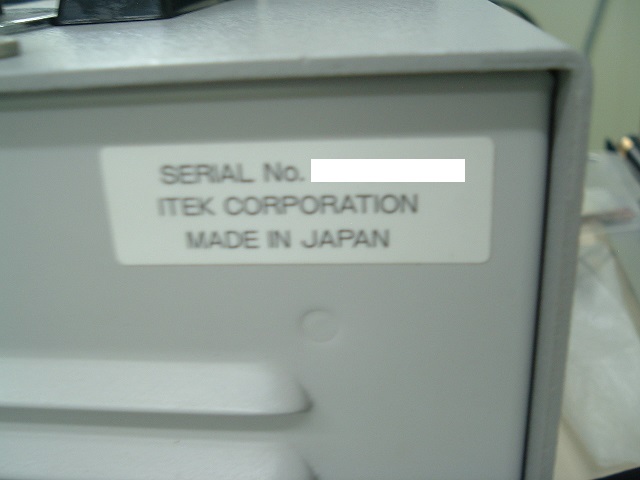 SERIAL No.
ITEK CORPORATION
MADE IN JAPAN